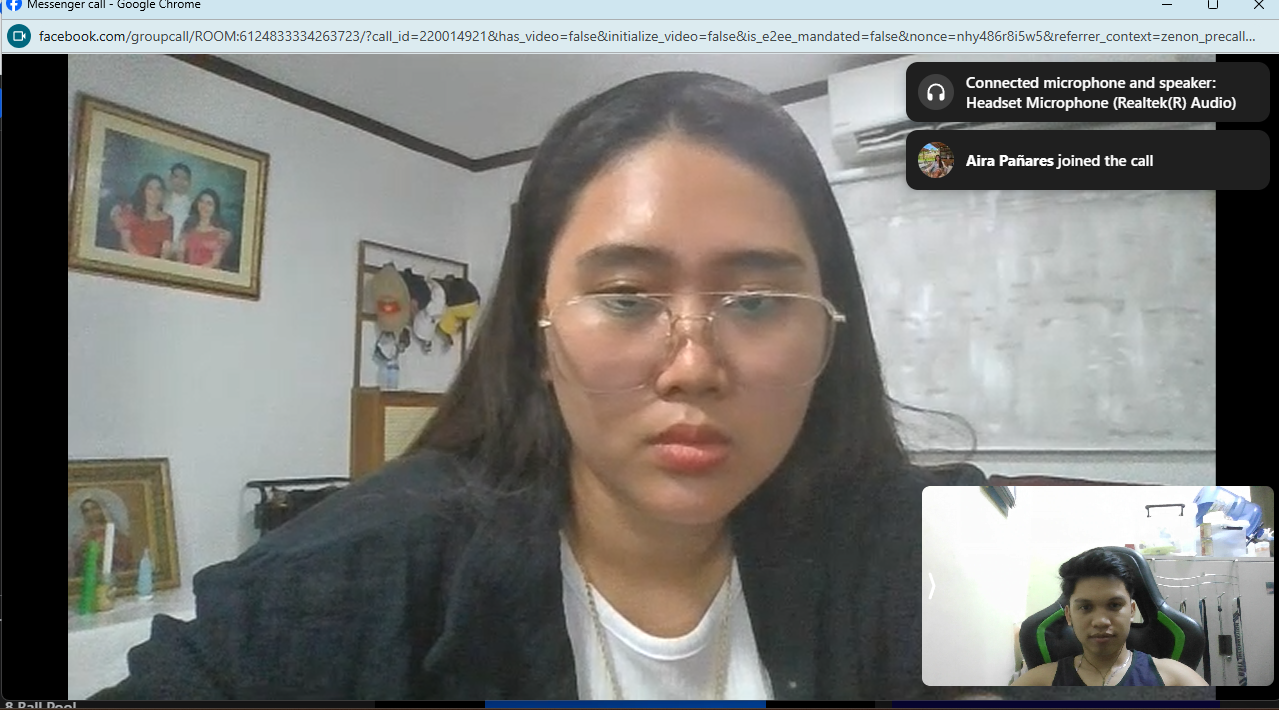 Messenger call - Google Chrome
facebook.com/groupcall/ROOM:6124833334263723/?call_id=220014921&has_video=false&initialize_video=false&is_e2ee_mandated=false&nonce=nhy486r8i5w5&referrer_context=zenon_precall...
Connected microphone and speaker:
Headset Microphone (Realtek(R) Audio)
Aira Pañares joined the call
8 Ball Pool